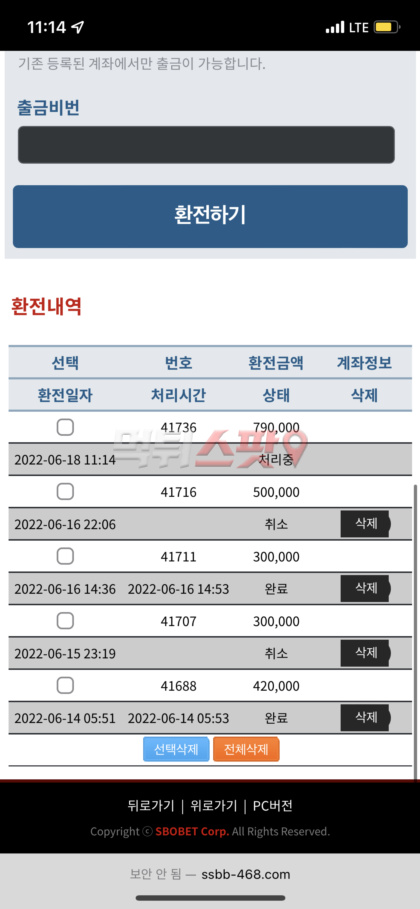 11:14
LTE
기존 등록된 계좌에서만 출금이 가능합니다.
출금비번
환전하기
환전내역
선택 번호 환전금액 계좌정보
환전일자 처리시간 상태 삭제
41736 790,000
먹튀스팟
2022-06-18 11:14 처리중
41716 500,000
2022-06-16 22:06 취소 삭제
41711 300,000
2022-06-16 14:36 2022-06-16 14:53 완료 삭제
41707 300,000
2022-06-15 23:19 취소 삭제
41688 420,000
2022-06-14 05:51 2022-06-14 05:53 완료 삭제
선택삭제 전체삭제
뒤로가기 | 위로가기 | PC버전
Copyright ⓒ SBOBET Corp. All Rights Reserved.
보안 안 됨 — ssbb-468.com